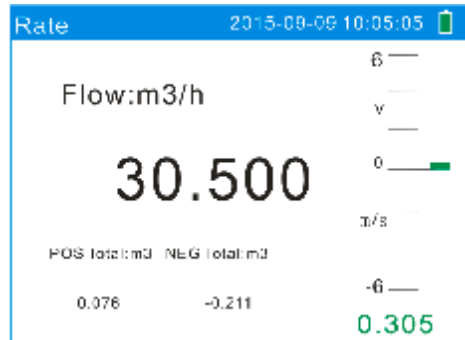 Rate 2015-09-09 10:05:05
6
Flow:m3/h
v
30.500
0
m/s
POS Total:m3 NEG Total:m3
-6
0.076 -0.211
0.305